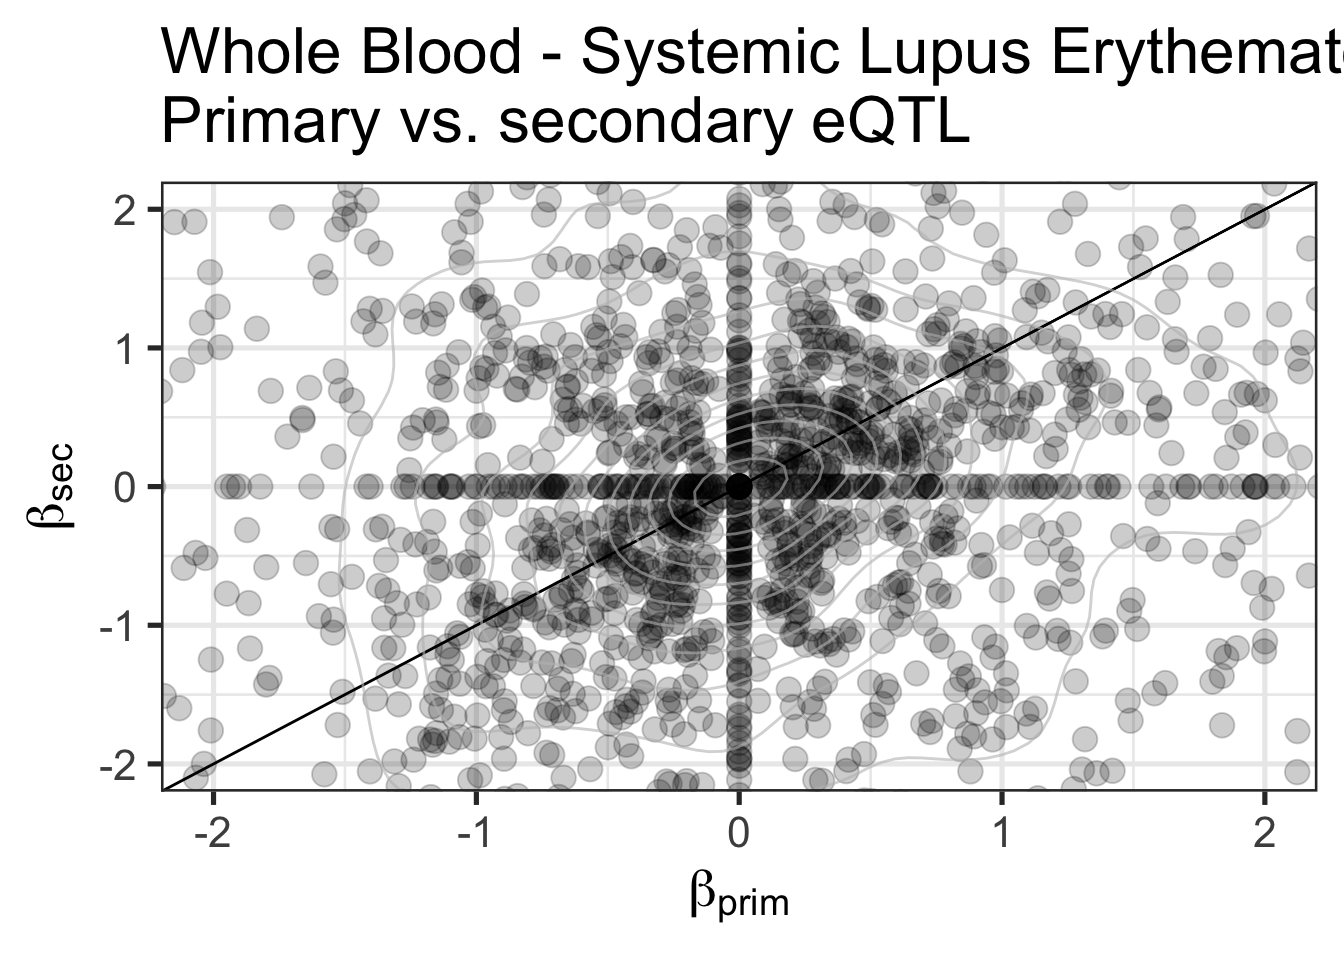 Whole Blood - Systemic Lupus Erythemat
Primary vs. secondary eQTL
2
1
0
-1
-2
βsec
-2 -1 0 1 2
βprim